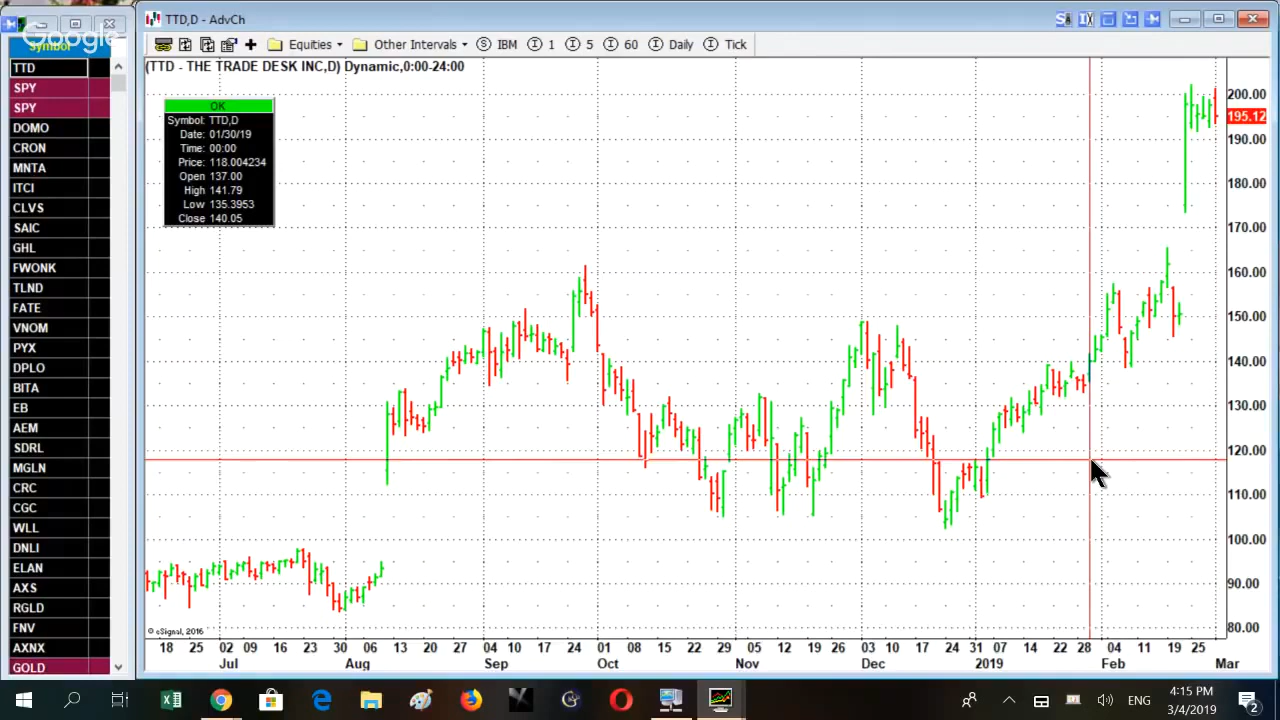 TTD,D - AdvCh
Google
Symbol
Equities
Other Intervals
S IBM
I 1
I 5
I 60
I Daily
I Tick
(TTD - THE TRADE DESK INC,D) Dynamic,0:00-24:00
TTD
SPY
SPY
DOMO
CRON
MNTA
ITCI
CLVS
SAIC
GHL
FWONK
TLND
FATE
VNOM
PYX
DPLO
BITA
EB
AEM
SDRL
MGLN
CRC
CGC
WLL
DNLI
ELAN
AXS
RGLD
FNV
AXNX
GOLD
OK
Symbol: TTD,D
Date: 01/30/19
Time: 00:00
Price: 118.004234
Open 137.00
High 141.79
Low 135.3953
Close 140.05
200.00
195.12
190.00
180.00
170.00
160.00
150.00
140.00
130.00
120.00
110.00
100.00
90.00
80.00
© eSignal, 2016
18 25 02 09 16 23 30 06 13 20 27 04 10 17 24 01 08 15 22 29 05 12 19 26 03 10 17 24 31 07 14 22 28 04 11 19 25
Jul Aug Sep Oct Nov Dec 2019 Feb Mar
ENG
4:15 PM
3/4/2019
2